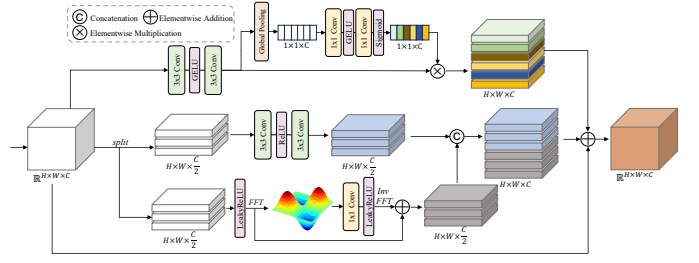 C Concatenation
Elementwise Addition
Elementwise Multiplication
Global Pooling
1×1×C
1x1 Conv
GELU
1x1 Conv
Sigmoid
1×1×C
3x3 Conv
GELU
3x3 Conv
H×W×C
ℝ^{H×W×C}
split
H×W×C/2
3x3 Conv
ReLU
3x3 Conv
H×W×C/2
C
H×W×C
ℝ^{H×W×C}
H×W×C/2
LeakyReLU
FFT
1x1 Conv
LeakyReLU
Inv
FFT
H×W×C/2